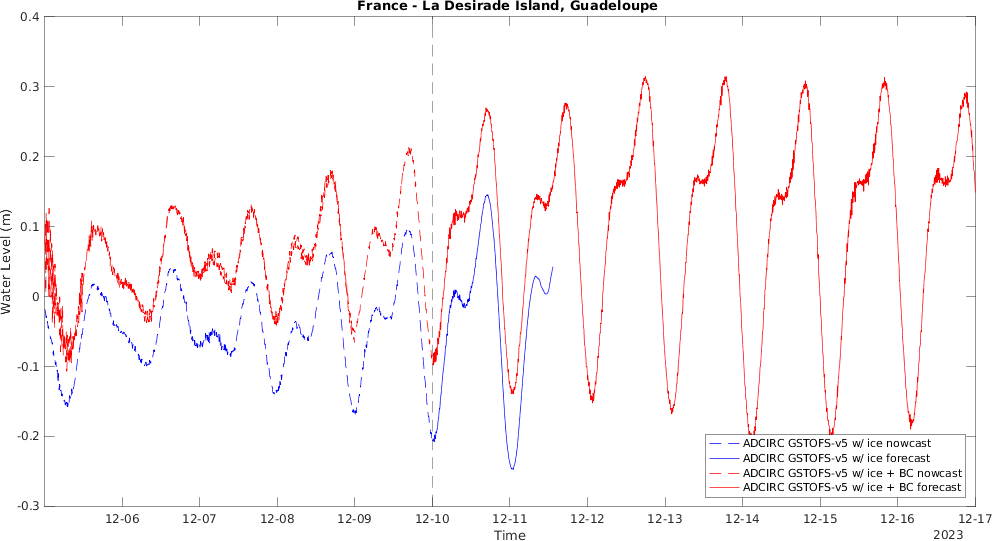 France - La Desirade Island, Guadeloupe
0.4
0.3
0.2
0.1
0
-0.1
-0.2
-0.3
Water Level (m)
ADCIRC GSTOFS-v5 w/ ice nowcast
ADCIRC GSTOFS-v5 w/ ice forecast
ADCIRC GSTOFS-v5 w/ ice + BC nowcast
ADCIRC GSTOFS-v5 w/ ice + BC forecast
12-06 12-07 12-08 12-09 12-10 12-11 12-12 12-13 12-14 12-15 12-16 12-17
Time
2023